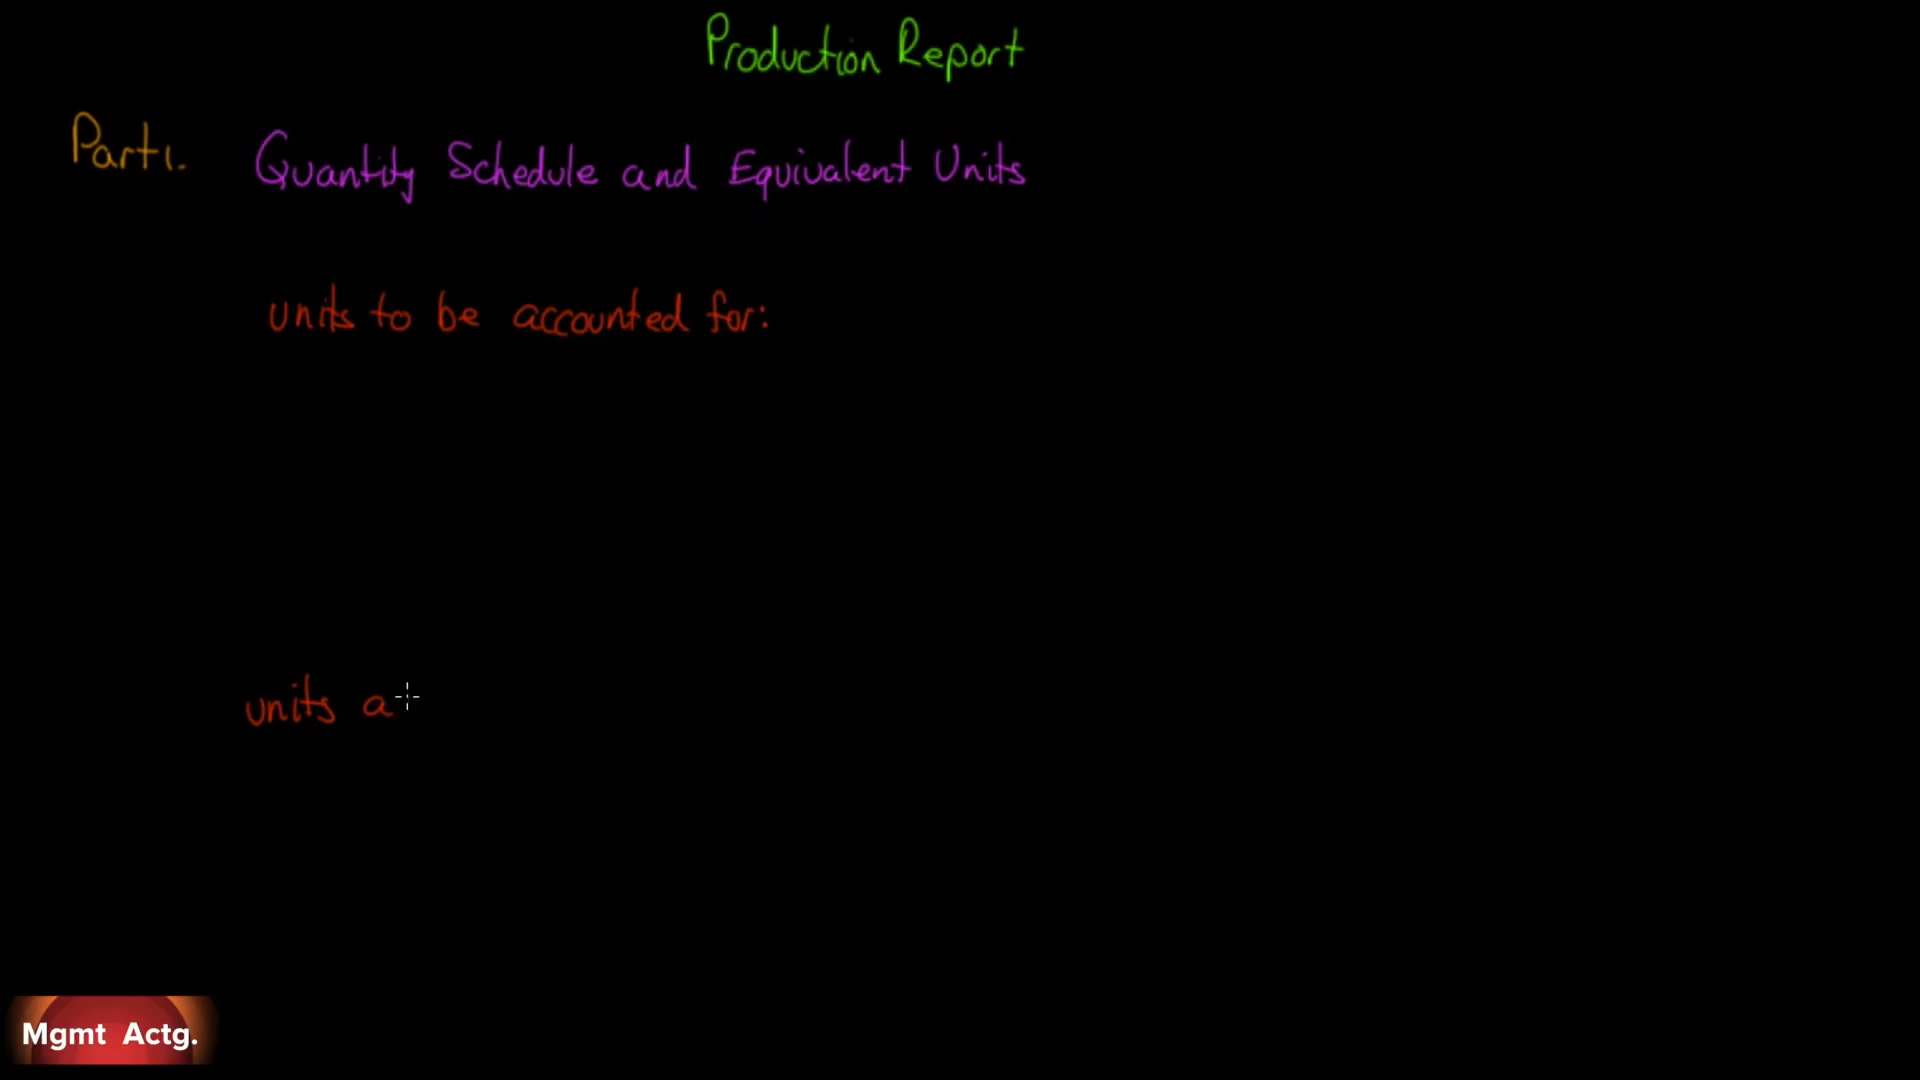 Production Report
Part 1. Quantity Schedule and Equivalent Units
units to be accounted for:
units a
Mgmt Actg.